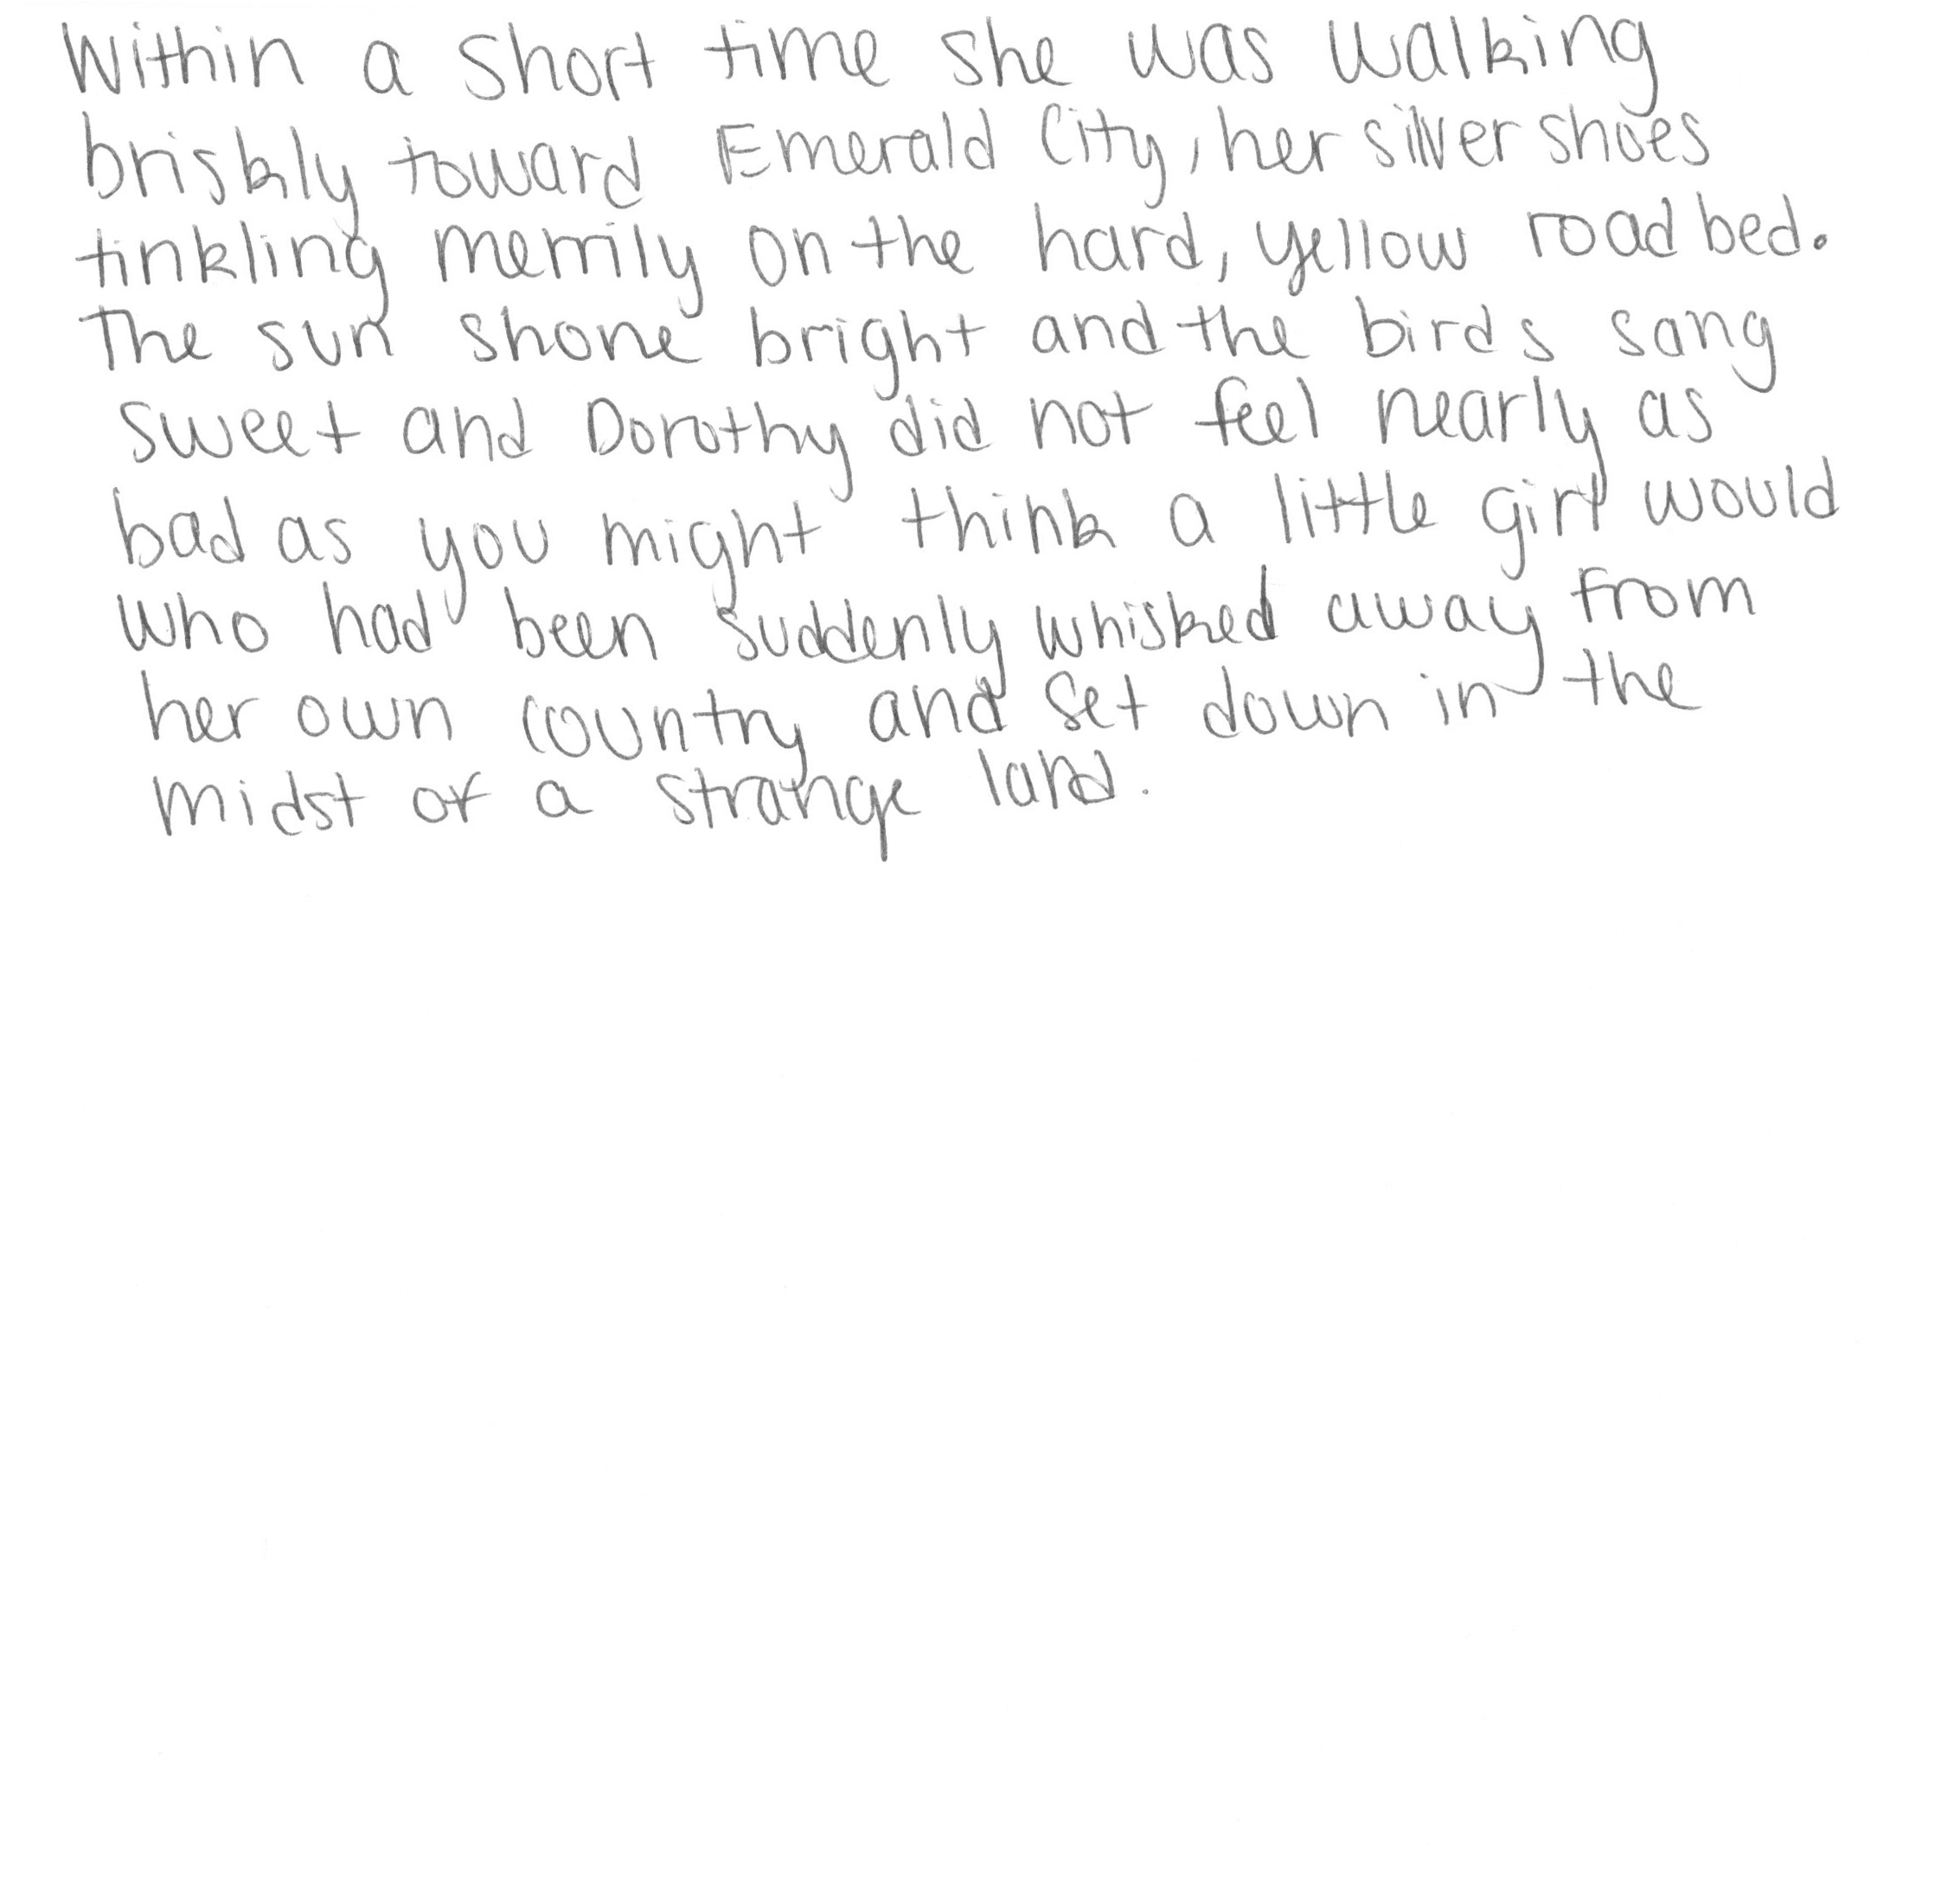 Within a short time she was walking
briskly toward Emerald City, her silver shoes
tinkling merrily on the hard, yellow roadbed.
The sun shone bright and the birds sang
sweet and Dorothy did not feel nearly as
bad as you might think a little girl would
who had been suddenly whisked away from
her own country and set down in the
midst of a strange land.